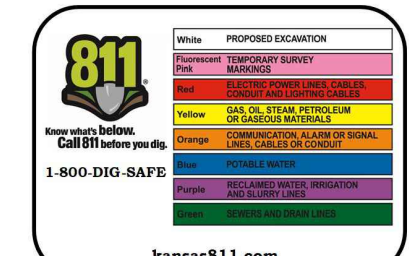 811
®
Know what's below.
Call 811 before you dig.
1-800-DIG-SAFE
White PROPOSED EXCAVATION
Fluorescent Pink TEMPORARY SURVEY
MARKINGS
Red ELECTRIC POWER LINES, CABLES,
CONDUIT AND LIGHTING CABLES
Yellow GAS, OIL, STEAM, PETROLEUM
OR GASEOUS MATERIALS
Orange COMMUNICATION, ALARM OR SIGNAL
LINES, CABLES OR CONDUIT
Blue POTABLE WATER
Purple RECLAIMED WATER, IRRIGATION
AND SLURRY LINES
Green SEWERS AND DRAIN LINES
kansas811.com